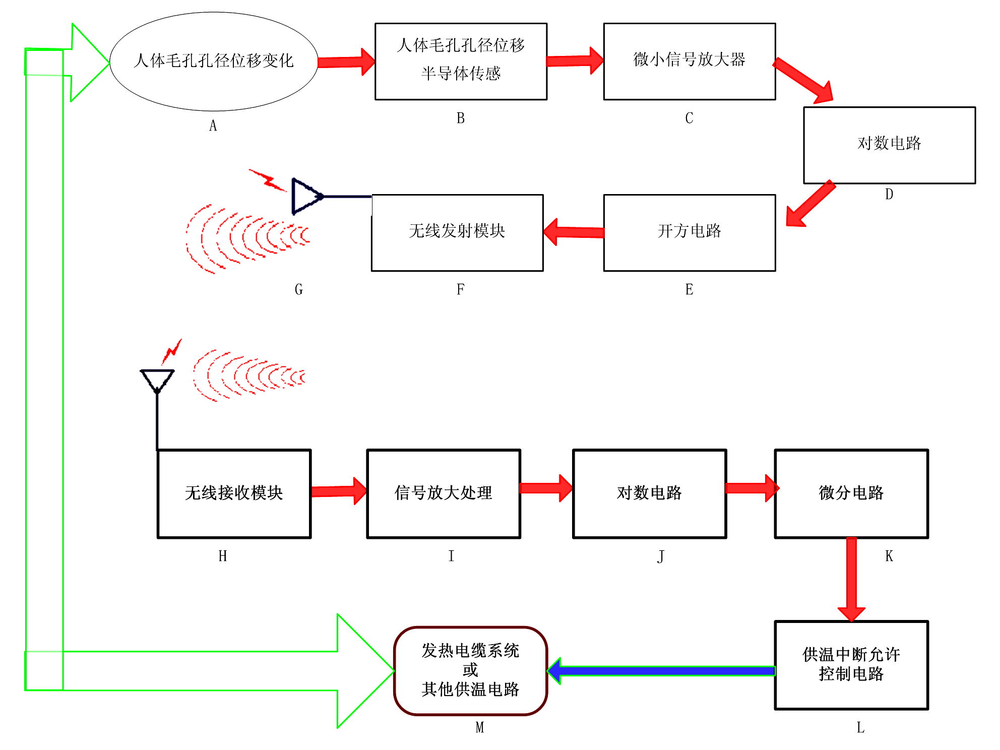 人体毛孔孔径位移变化
A
人体毛孔孔径位移
半导体传感
B
微小信号放大器
C
对数电路
D
开方电路
E
无线发射模块
F
G
无线接收模块
H
信号放大处理
I
对数电路
J
微分电路
K
供温中断允许
控制电路
L
发热电缆系统
或
其他供温电路
M